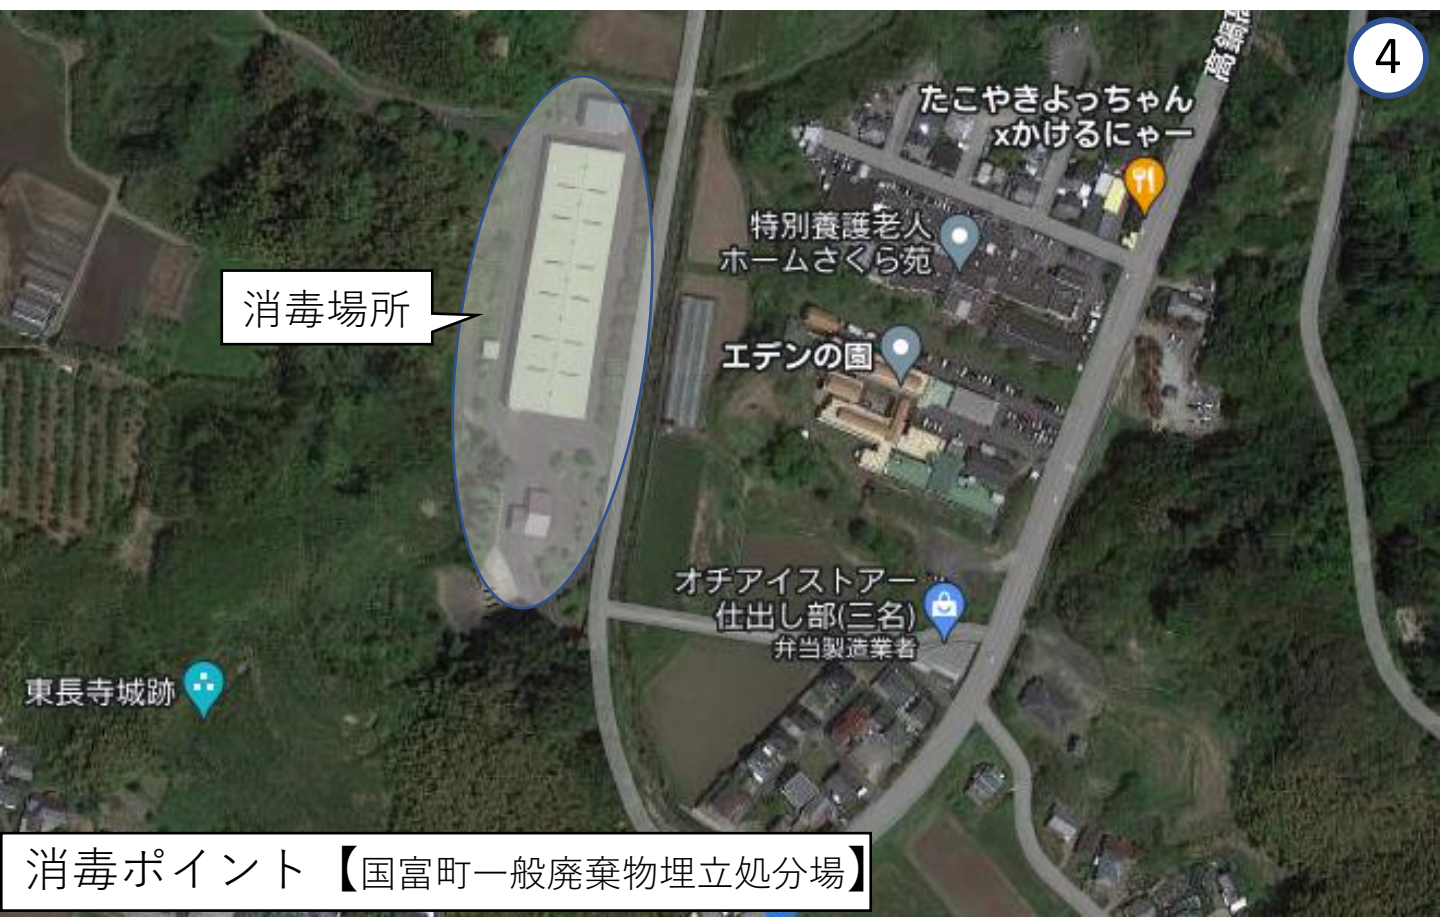 4
高鍋高
たこやきよっちゃん
xかけるにゃー
特別養護老人
ホームさくら苑
消毒場所
エデンの園
オチアイストアー
仕出し部(三名)
弁当製造業者
東長寺城跡
消毒ポイント【国富町一般廃棄物埋立処分場】